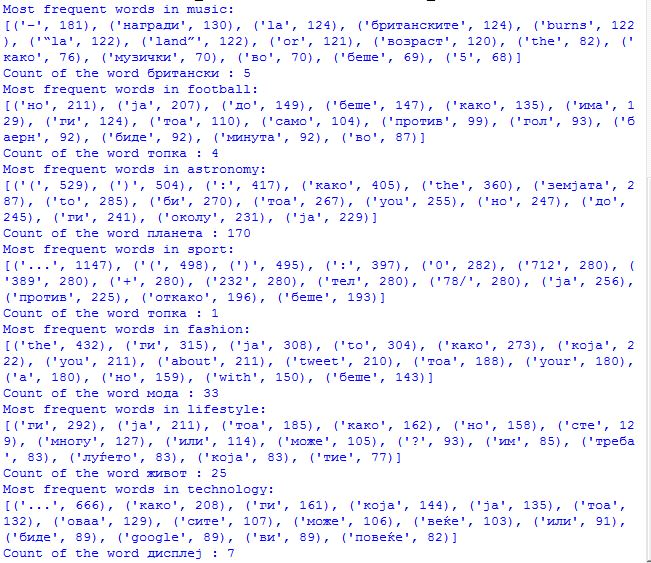 Most frequent words in music:
[('–', 181), ('награди', 130), ('la', 124), ('британските', 124), ('burns', 122
), ('“la', 122), ('land”', 122), ('or', 121), ('возраст', 120), ('the', 82), ('
како', 76), ('музички', 70), ('во', 70), ('беше', 69), ('5', 68)]
Count of the word британски : 5
Most frequent words in football:
[('но', 211), ('ја', 207), ('до', 149), ('беше', 147), ('како', 135), ('има', 1
29), ('ги', 124), ('тоа', 110), ('само', 104), ('против', 99), ('гол', 93), ('б
аерн', 92), ('биде', 92), ('минута', 92), ('во', 87)]
Count of the word топка : 4
Most frequent words in astronomy:
[('(', 529), (')', 504), (':', 417), ('како', 405), ('the', 360), ('земјата', 2
87), ('to', 285), ('би', 270), ('тоа', 267), ('you', 255), ('но', 247), ('до', 
245), ('ги', 241), ('околу', 231), ('ја', 229)]
Count of the word планета : 170
Most frequent words in sport:
[('...', 1147), ('(', 498), (')', 495), (':', 397), ('0', 282), ('712', 280), (
'389', 280), ('+', 280), ('232', 280), ('тел', 280), ('78/', 280), ('ја', 256),
('против', 225), ('откако', 196), ('беше', 193)]
Count of the word топка : 1
Most frequent words in fashion:
[('the', 432), ('ги', 315), ('ја', 308), ('to', 304), ('како', 273), ('која', 2
22), ('you', 211), ('about', 211), ('tweet', 210), ('тоа', 188), ('your', 180),
('a', 180), ('но', 159), ('with', 150), ('беше', 143)]
Count of the word мода : 33
Most frequent words in lifestyle:
[('ги', 292), ('ја', 211), ('тоа', 185), ('како', 162), ('но', 158), ('сте', 12
9), ('многу', 127), ('или', 114), ('може', 105), ('?', 93), ('им', 85), ('треба
', 83), ('луѓето', 83), ('која', 83), ('тие', 77)]
Count of the word живот : 25
Most frequent words in technology:
[('...', 666), ('како', 208), ('ги', 161), ('која', 144), ('ја', 135), ('тоа', 
132), ('оваа', 129), ('сите', 107), ('може', 106), ('веќе', 103), ('или', 91), 
('биде', 89), ('google', 89), ('ви', 89), ('повеќе', 82)]
Count of the word дисплеј : 7